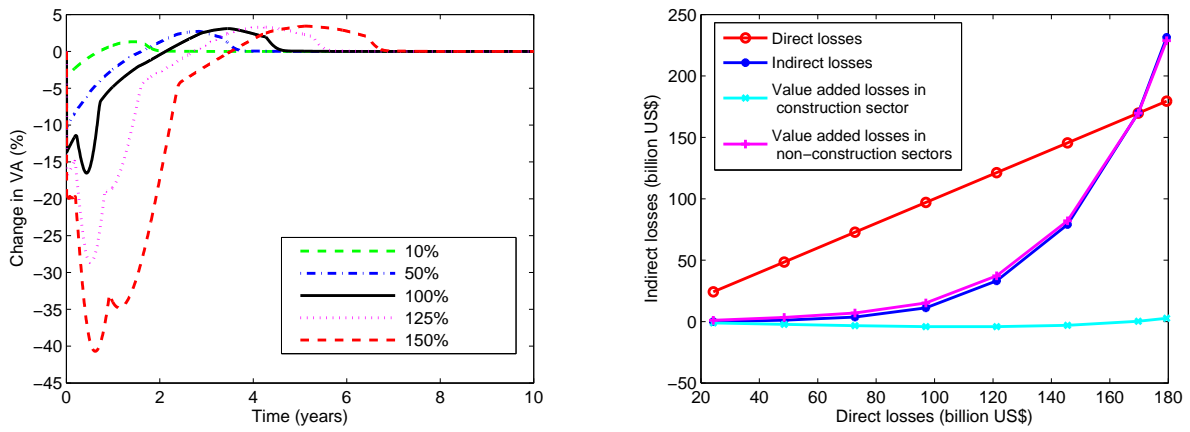 5
0
−5
−10
−15
−20
−25
−30
−35
−40
−45
Change in VA (%)
10%
50%
100%
125%
150%
0 2 4 6 8 10
Time (years)
250
200
150
100
50
0
−50
Indirect losses (billion US$)
Direct losses
Indirect losses
Value added losses in
construction sector
Value added losses in
non−construction sectors
20 40 60 80 100 120 140 160 180
Direct losses (billion US$)